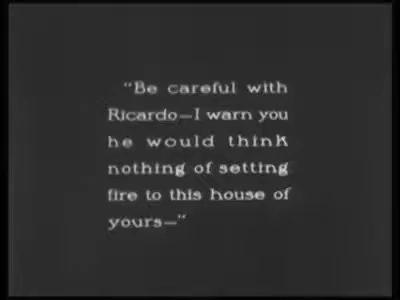 "Be careful with
Ricardo—I warn you
he would think
nothing of setting
fire to this house of
yours—"